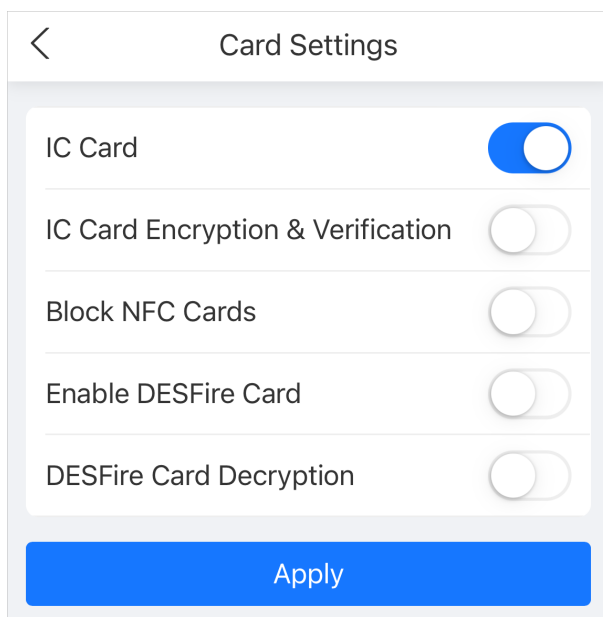 Card Settings
IC Card
IC Card Encryption & Verification
Block NFC Cards
Enable DESFire Card
DESFire Card Decryption
Apply